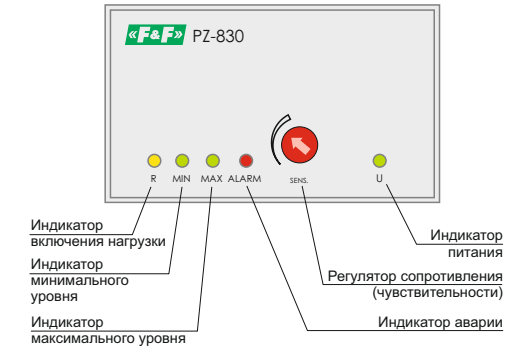 «F&F» PZ-830
R MIN MAX ALARM SENS. U
Индикатор
включения нагрузки
Индикатор
минимального
уровня
Индикатор
максимального уровня
Индикатор
питания
Регулятор сопротивления
(чувствительности)
Индикатор аварии